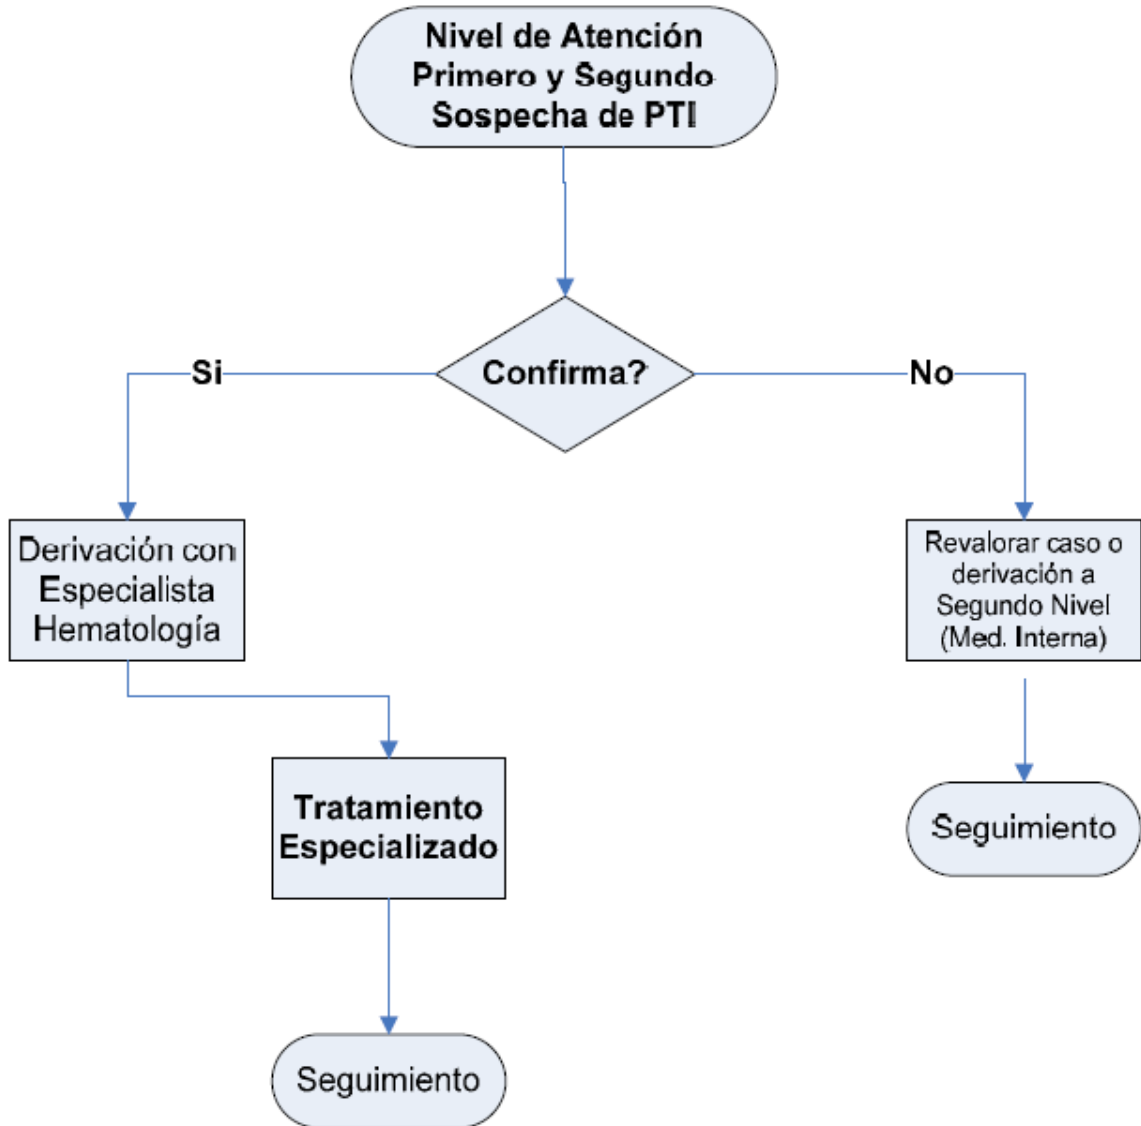 Nivel de Atención
Primero y Segundo
Sospecha de PTI
Si
Confirma?
No
Derivación con
Especialista
Hematología
Revalorar caso o
derivación a
Segundo Nivel
(Med. Interna)
Tratamiento
Especializado
Seguimiento
Seguimiento